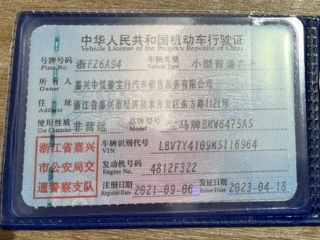 中华人民共和国机动车行驶证
Vehicle License of the People's Republic of China
号牌号码 浙FZ6A94 车辆类型 小型普通客车
Plate No. Vehicle Type
所有人 嘉兴中悦骏宝行汽车销售服务有限公司
Owner
住址 浙江省嘉兴市经济技术开发区东方路1121号
Address
使用性质 非营运 品牌型号 宝马牌BMW6475AS
Use Character Model
浙江省嘉兴
市公安局交
通警察支队
车辆识别代号 LBV7Y4109KS116964
VIN
发动机号码 4812F322
Engine No.
注册日期 2021-09-06 发证日期 2023-04-18
Register Date Issue Date